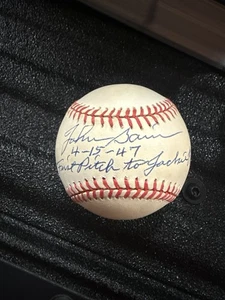 Johnny Sain
4-15-47
First Pitch to Jackie